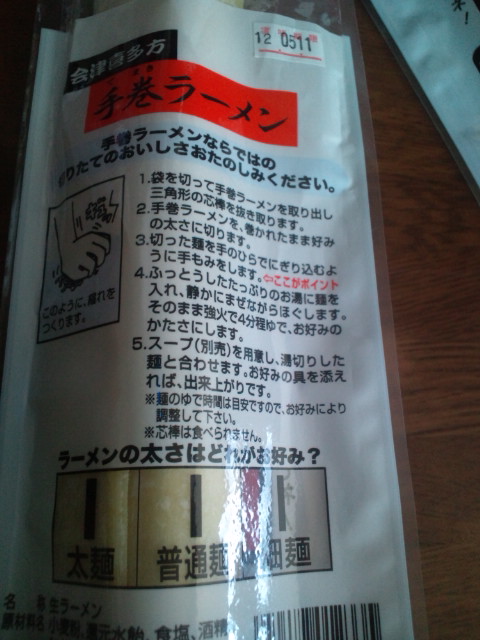 12 0511
会津喜多方
手巻ラーメン
手巻ラーメンならではの
切りたてのおいしさおたのしみください。
1.袋を切って手巻ラーメンを取り出し
三角形の芯棒を抜き取ります。
2.手巻ラーメンを、巻かれたまま好み
の太さに切ります。
3.切った麺を手のひらでにぎり込むよ
うに手もみをします。⇦ここがポイント
4.ふっとうしたたっぷりのお湯に麺を
入れ、静かにまぜながらほぐします。
そのまま強火で4分程ゆで、お好みの
かたさにします。
5.スープ(別売)を用意し、湯切りした
麺と合わせます。お好みの具を添え
れば、出来上がりです。
※麺のゆで時間は目安ですので、お好みにより
調整して下さい。
※芯棒は食べられません。
このように、縮れを
つくります。
ラーメンの太さはどれがお好み?
太麺
普通麺
細麺
名 称 生ラーメン
原材料名 小麦粉、還元水飴、食塩、酒精